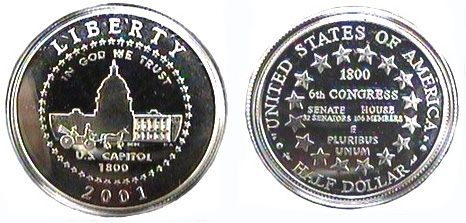 LIBERTY
IN GOD WE TRUST
U.S. CAPITOL
1800
2001
UNITED STATES OF AMERICA
1800
6th CONGRESS
SENATE HOUSE
32 SENATORS 106 MEMBERS
E
PLURIBUS
UNUM
HALF DOLLAR